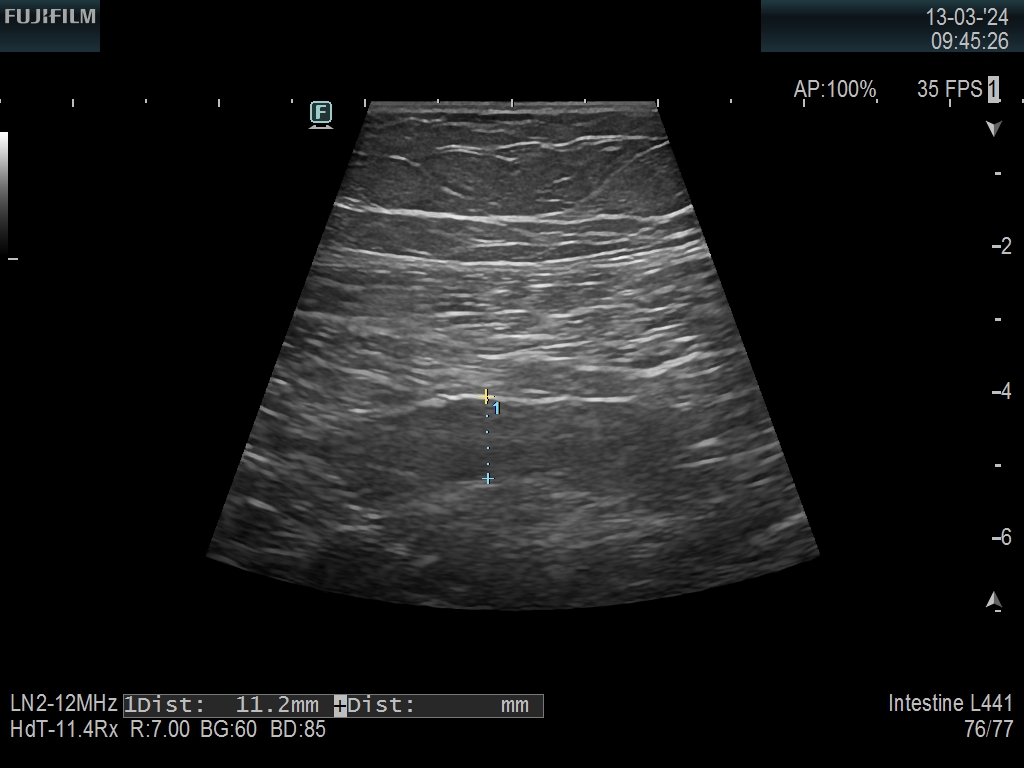 FUJIFILM
13-03-'24
09:45:26
AP:100% 35 FPS 1
F
2
4
1
6
LN2-12MHz 1Dist: 11.2mm +Dist: mm
Intestine L441
HdT-11.4Rx R:7.00 BG:60 BD:85
76/77